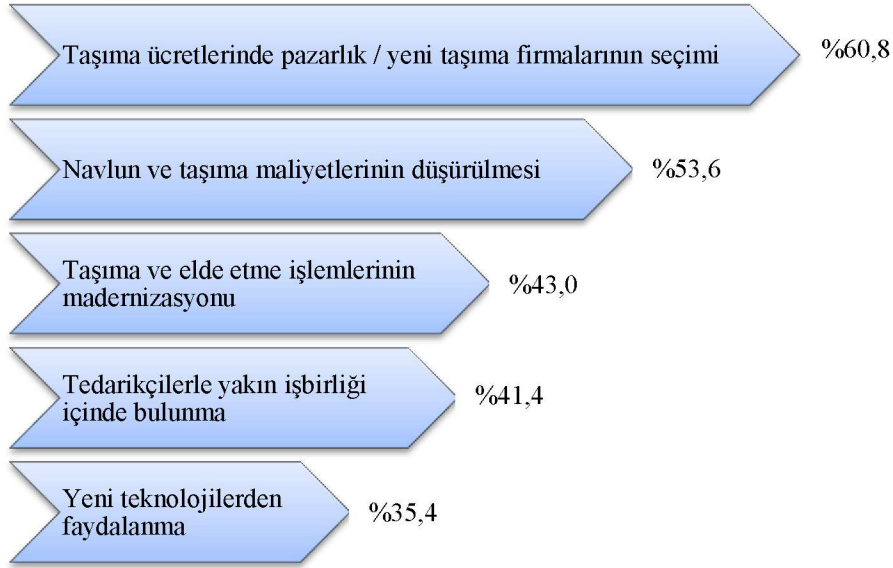 Taşıma ücretlerinde pazarlık / yeni taşıma firmalarının seçimi
%60,8
Navlun ve taşıma maliyetlerinin düşürülmesi
%53,6
Taşıma ve elde etme işlemlerinin
madernizasyonu
%43,0
Tedarikçilerle yakın işbirliği
içinde bulunma
%41,4
Yeni teknolojilerden
faydalanma
%35,4